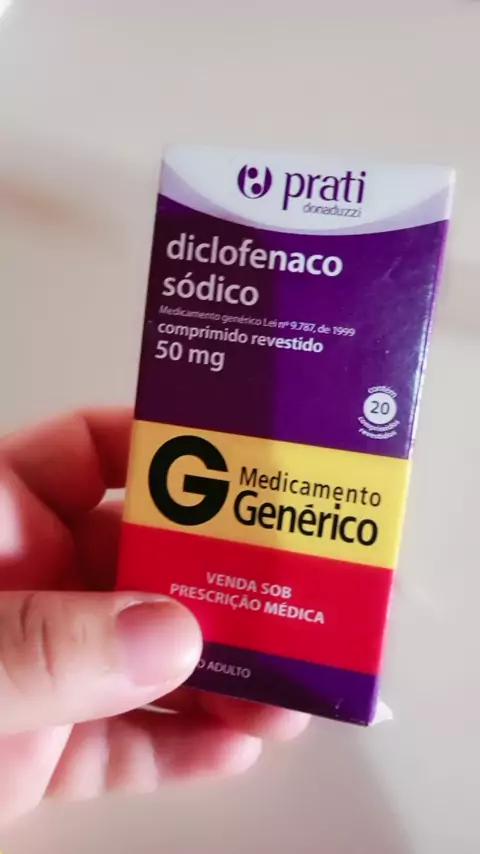 prati
donaduzzi
diclofenaco
sódico
Medicamento genérico Lei nº 9.787, de 1999
comprimido revestido
50 mg
contém
20
comprimidos
revestidos
G Medicamento
Genérico
VENDA SOB
PRESCRIÇÃO MÉDICA
ADULTO